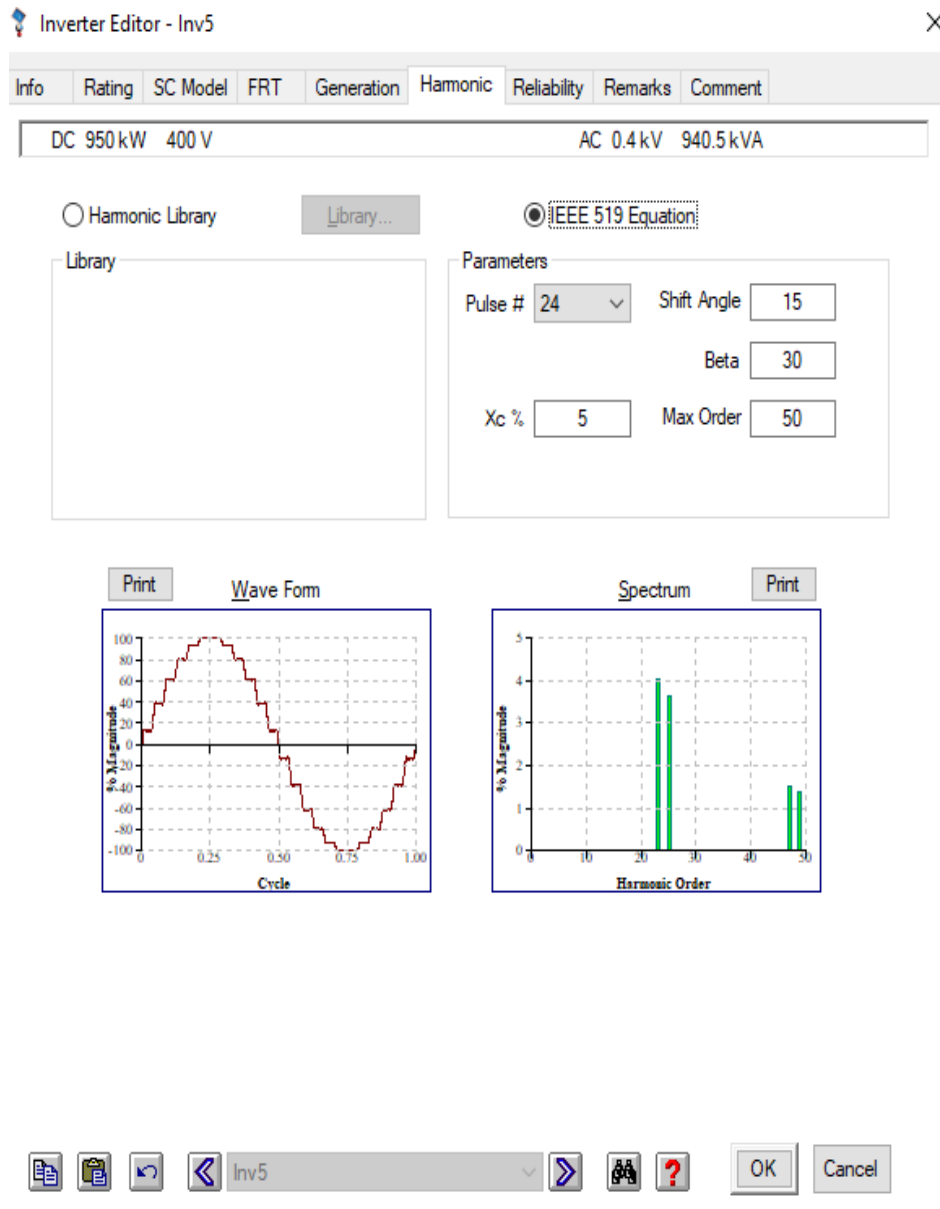 Inverter Editor - Inv5
Info Rating SC Model FRT Generation Harmonic Reliability Remarks Comment
DC 950 kW 400 V AC 0.4 kV 940.5 kVA
Harmonic Library Library... IEEE 519 Equation
Library Parameters
Pulse # 24 Shift Angle 15
Beta 30
Xc % 5 Max Order 50
Print Wave Form Spectrum Print
% Magnitude
100
80
60
40
20
0
-20
-40
-60
-80
-100
0 0.25 0.50 0.75 1.00
Cycle
% Magnitude
5
4
3
2
1
0
0 10 20 30 40 50
Harmonic Order
Inv5 ? OK Cancel